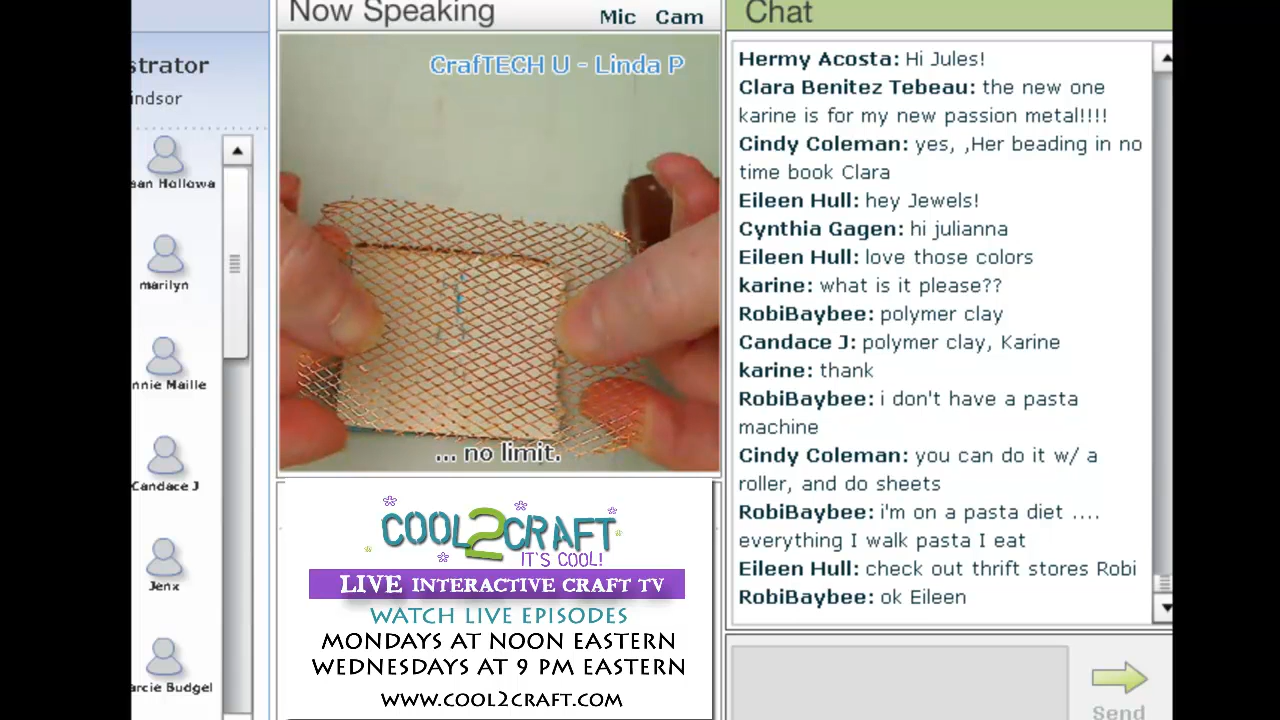 strator
indsor
an Hollowa
marilyn
nnie Maille
Candace J
Jenx
arcie Budgel
Now Speaking
Mic Cam
CrafTECH U - Linda P
... no limit.
COOL2CRAFT
IT'S COOL!
LIVE INTERACTIVE CRAFT TV
WATCH LIVE EPISODES
MONDAYS AT NOON EASTERN
WEDNESDAYS AT 9 PM EASTERN
WWW.COOL2CRAFT.COM
Chat
Hermy Acosta: Hi Jules!
Clara Benitez Tebeau: the new one
karine is for my new passion metal!!!!
Cindy Coleman: yes, ,Her beading in no
time book Clara
Eileen Hull: hey Jewels!
Cynthia Gagen: hi julianna
Eileen Hull: love those colors
karine: what is it please??
RobiBaybee: polymer clay
Candace J: polymer clay, Karine
karine: thank
RobiBaybee: i don't have a pasta
machine
Cindy Coleman: you can do it w/ a
roller, and do sheets
RobiBaybee: i'm on a pasta diet ....
everything I walk pasta I eat
Eileen Hull: check out thrift stores Robi
RobiBaybee: ok Eileen
Send